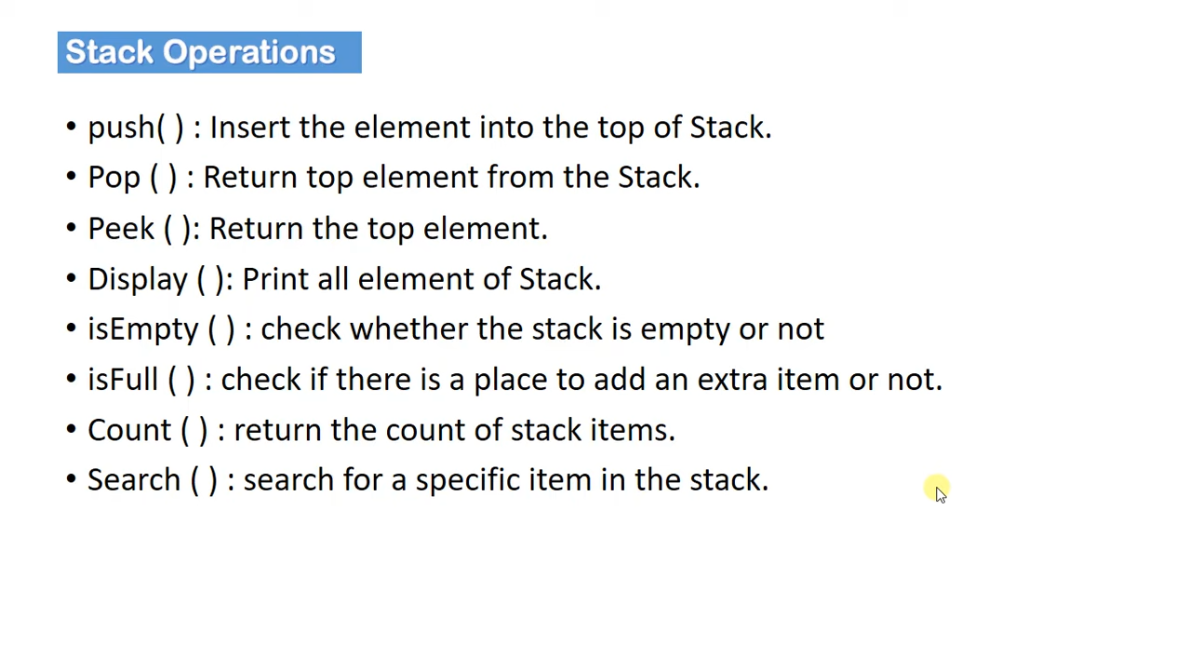 Stack Operations
• push( ) : Insert the element into the top of Stack.
• Pop ( ) : Return top element from the Stack.
• Peek ( ): Return the top element.
• Display ( ): Print all element of Stack.
• isEmpty ( ) : check whether the stack is empty or not
• isFull ( ) : check if there is a place to add an extra item or not.
• Count ( ) : return the count of stack items.
• Search ( ) : search for a specific item in the stack.